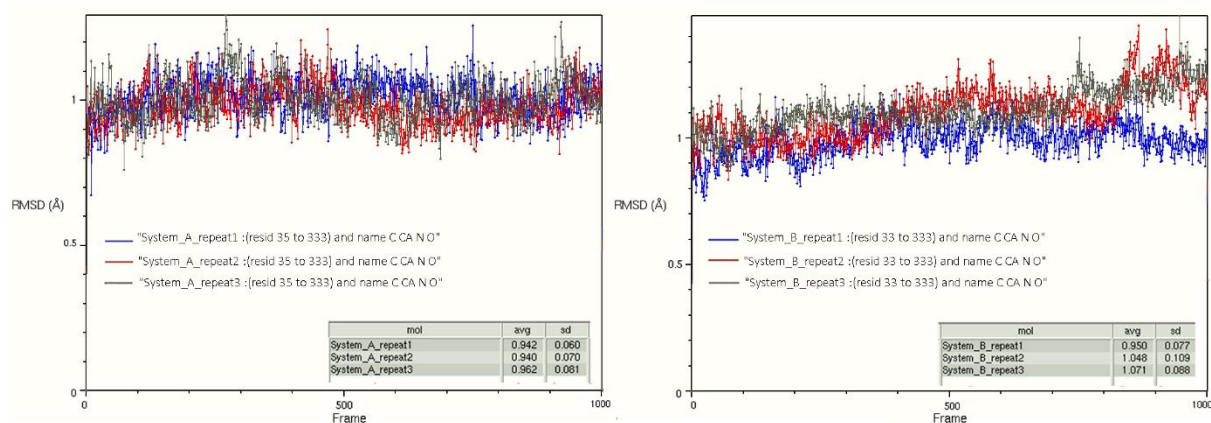 RMSD (Å)
1
0.5
0
"System_A_repeat1 :(resid 35 to 333) and name C CA N O"
"System_A_repeat2 :(resid 35 to 333) and name C CA N O"
"System_A_repeat3 :(resid 35 to 333) and name C CA N O"
mol avg sd
System_A_repeat1 0.942 0.060
System_A_repeat2 0.940 0.070
System_A_repeat3 0.962 0.081
0 500 1000
Frame
RMSD (Å)
1
0.5
0
"System_B_repeat1 :(resid 33 to 333) and name C CA N O"
"System_B_repeat2 :(resid 33 to 333) and name C CA N O"
"System_B_repeat3 :(resid 33 to 333) and name C CA N O"
mol avg sd
System_B_repeat1 0.950 0.077
System_B_repeat2 1.048 0.109
System_B_repeat3 1.071 0.088
0 500 1000
Frame